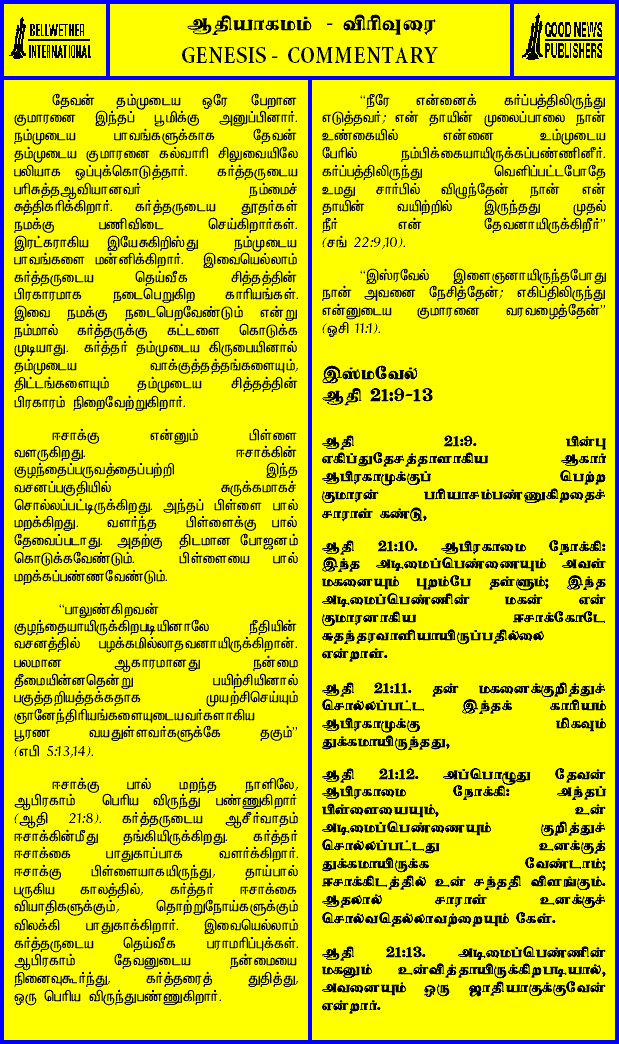 BELLWETHER
INTERNATIONAL
ஆதியாகமம் - விரிவுரை
GENESIS - COMMENTARY
GOOD NEWS
PUBLISHERS
தேவன் தம்முடைய ஒரே பேறான
குமாரனை இந்தப் பூமிக்கு அனுப்பினார்.
நம்முடைய பாவங்களுக்காக தேவன்
தம்முடைய குமாரனை கல்வாரி சிலுவையிலே
பலியாக ஒப்புக்கொடுத்தார். கர்த்தருடைய
பரிசுத்தஆவியானவர் நம்மைச்
சுத்திகரிக்கிறார். கர்த்தருடைய தூதர்கள்
நமக்கு பணிவிடை செய்கிறார்கள்.
இரட்சகராகிய இயேசுகிறிஸ்து நம்முடைய
பாவங்களை மன்னிக்கிறார். இவையெல்லாம்
கர்த்தருடைய தெய்வீக சித்தத்தின்
பிரகாரமாக நடைபெறுகிற காரியங்கள்.
இவை நமக்கு நடைபெறவேண்டும் என்று
நம்மால் கர்த்தருக்கு கட்டளை கொடுக்க
முடியாது. கர்த்தர் தம்முடைய கிருபையினால்
தம்முடைய வாக்குத்தத்தங்களையும்,
திட்டங்களையும் தம்முடைய சித்தத்தின்
பிரகாரம் நிறைவேற்றுகிறார்.
ஈசாக்கு என்னும் பிள்ளை
வளருகிறது. ஈசாக்கின்
குழந்தைப்பருவத்தைப்பற்றி இந்த
வசனப்பகுதியில் சுருக்கமாகச்
சொல்லப்பட்டிருக்கிறது. அந்தப் பிள்ளை பால்
மறக்கிறது. வளர்ந்த பிள்ளைக்கு பால்
தேவைப்படாது. அதற்கு திடமான போஜனம்
கொடுக்கவேண்டும். பிள்ளையை பால்
மறக்கப்பண்ணவேண்டும்.
"பாலுண்கிறவன்
குழந்தையாயிருக்கிறபடியினாலே நீதியின்
வசனத்தில் பழக்கமில்லாதவனாயிருக்கிறான்.
பலமான ஆகாரமானது நன்மை
தீமையின்னதென்று பயிற்சியினால்
பகுத்தறியத்தக்கதாக முயற்சிசெய்யும்
ஞானேந்திரியங்களையுடையவர்களாகிய
பூரண வயதுள்ளவர்களுக்கே தகும்"
(எபி 5:13,14).
ஈசாக்கு பால் மறந்த நாளிலே,
ஆபிரகாம் பெரிய விருந்து பண்ணுகிறார்
(ஆதி 21:8). கர்த்தருடைய ஆசீர்வாதம்
ஈசாக்கின்மீது தங்கியிருக்கிறது. கர்த்தர்
ஈசாக்கை பாதுகாப்பாக வளர்க்கிறார்.
ஈசாக்கு பிள்ளையாகயிருந்து, தாய்பால்
பருகிய காலத்தில், கர்த்தர் ஈசாக்கை
வியாதிகளுக்கும், தொற்றுநோய்களுக்கும்
விலக்கி பாதுகாக்கிறார். இவையெல்லாம்
கர்த்தருடைய தெய்வீக பராமரிப்புக்கள்.
ஆபிரகாம் தேவனுடைய நன்மையை
நினைவுகூர்ந்து, கர்த்தரைத் துதித்து,
ஒரு பெரிய விருந்துபண்ணுகிறார்.
"நீரே என்னைக் கர்ப்பத்திலிருந்து
எடுத்தவர்; என் தாயின் முலைப்பாலை நான்
உண்கையில் என்னை உம்முடைய
பேரில் நம்பிக்கையாயிருக்கப்பண்ணினீர்.
கர்ப்பத்திலிருந்து வெளிப்பட்டபோதே
உமது சார்பில் விழுந்தேன் நான் என்
தாயின் வயிற்றில் இருந்தது முதல்
நீர் என் தேவனாயிருக்கிறீர்"
(சங் 22:9,10).
"இஸ்ரவேல் இளைஞனாயிருந்தபோது
நான் அவனை நேசித்தேன்; எகிப்திலிருந்து
என்னுடைய குமாரனை வரவழைத்தேன்"
(ஓசி 11:1).
இஸ்மவேல்
ஆதி 21:9-13
ஆதி 21:9. பின்பு
எகிப்துதேசத்தாளாகிய ஆகார்
ஆபிரகாமுக்குப் பெற்ற
குமாரன் பரியாசம்பண்ணுகிறதைச்
சாராள் கண்டு,
ஆதி 21:10. ஆபிரகாமை நோக்கி:
இந்த அடிமைப்பெண்ணையும் அவள்
மகனையும் புறம்பே தள்ளும்; இந்த
அடிமைப்பெண்ணின் மகன் என்
குமாரனாகிய ஈசாக்கோடே
சுதந்தரவாளியாயிருப்பதில்லை
என்றாள்.
ஆதி 21:11. தன் மகனைக்குறித்துச்
சொல்லப்பட்ட இந்தக் காரியம்
ஆபிரகாமுக்கு மிகவும்
துக்கமாயிருந்தது,
ஆதி 21:12. அப்பொழுது தேவன்
ஆபிரகாமை நோக்கி: அந்தப்
பிள்ளையையும், உன்
அடிமைப்பெண்ணையும் குறித்துச்
சொல்லப்பட்டது உனக்குத்
துக்கமாயிருக்க வேண்டாம்;
ஈசாக்கிடத்தில் உன் சந்ததி விளங்கும்.
ஆதலால் சாராள் உனக்குச்
சொல்வதெல்லாவற்றையும் கேள்.
ஆதி 21:13. அடிமைப்பெண்ணின்
மகனும் உன்வித்தாயிருக்கிறபடியால்,
அவனையும் ஒரு ஜாதியாகுக்குவேன்
என்றார்.